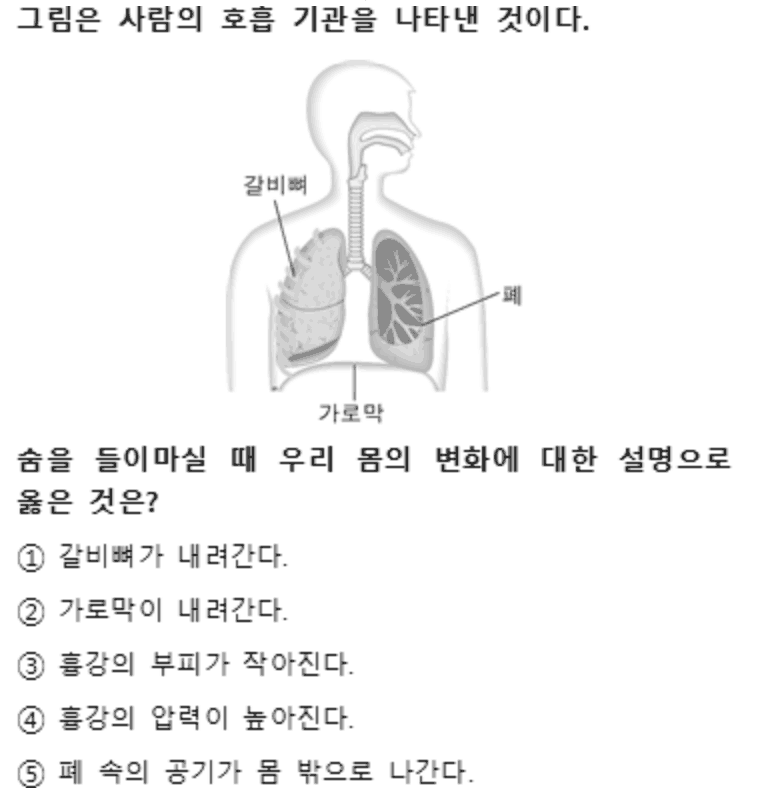 그림은 사람의 호흡 기관을 나타낸 것이다.
갈비뼈
폐
가로막
숨을 들이마실 때 우리 몸의 변화에 대한 설명으로
옳은 것은?
① 갈비뼈가 내려간다.
② 가로막이 내려간다.
③ 흉강의 부피가 작아진다.
④ 흉강의 압력이 높아진다.
⑤ 폐 속의 공기가 몸 밖으로 나간다.